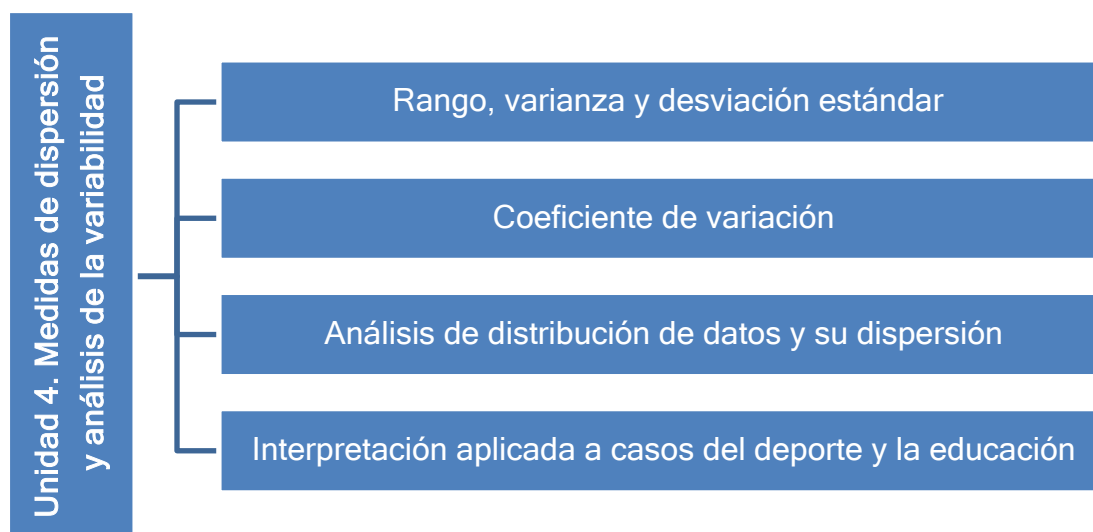 Unidad 4. Medidas de dispersión
y análisis de la variabilidad
Rango, varianza y desviación estándar
Coeficiente de variación
Análisis de distribución de datos y su dispersión
Interpretación aplicada a casos del deporte y la educación